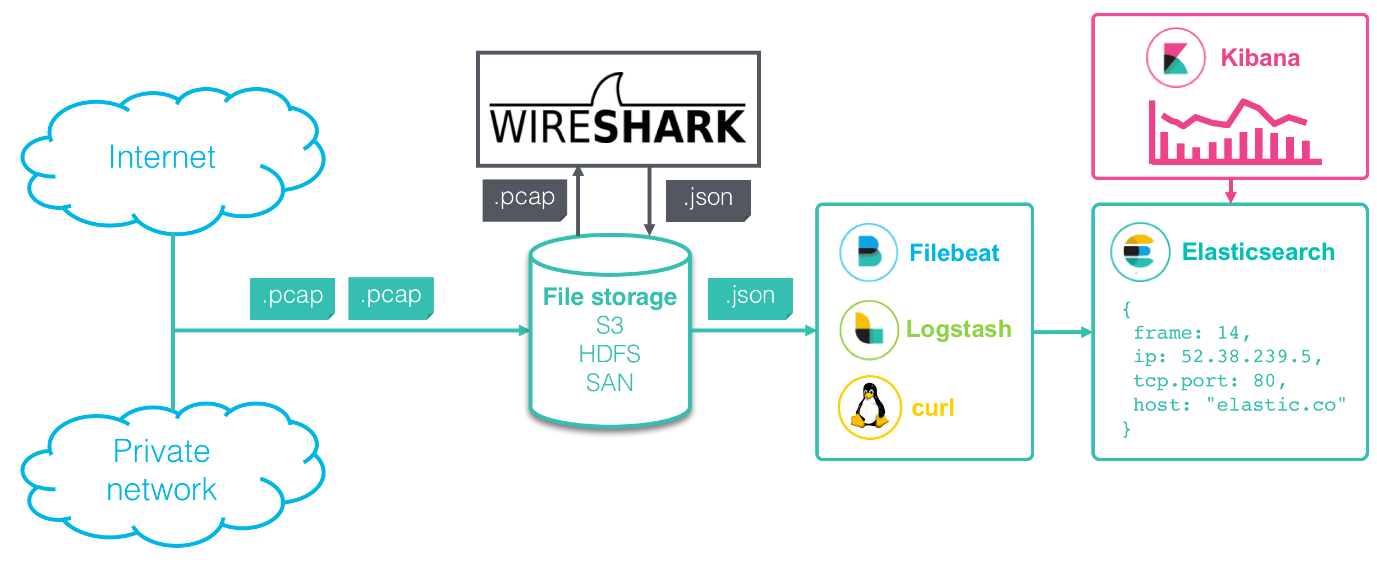 Internet
Private
network
.pcap
.pcap
WIRESHARK
.pcap
.json
File storage
S3
HDFS
SAN
.json
Filebeat
Logstash
curl
Kibana
Elasticsearch
{
frame: 14,
ip: 52.38.239.5,
tcp.port: 80,
host: "elastic.co"
}